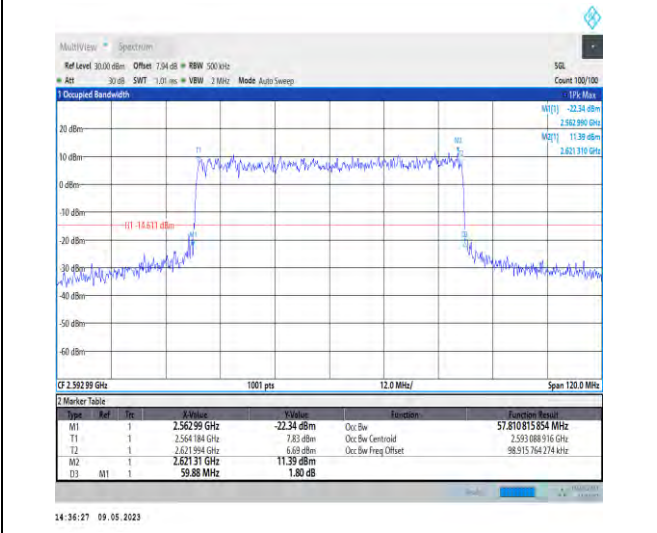 MultiView Spectrum
Ref Level 30.00 dBm Offset 7.94 dB RBW 500 kHz SGL
Att 30 dB SWT 1.01 ms VBW 2 MHz Mode Auto Sweep Count 100/100
1 Occupied Bandwidth 1Pk Max
M1[1] -22.34 dBm
2.562 990 GHz
M2[1] 11.39 dBm
2.621 310 GHz
20 dBm
M2
T1
10 dBm
0 dBm
-10 dBm
H1 -14.611 dBm
M1
-20 dBm
-30 dBm
-40 dBm
-50 dBm
-60 dBm
CF 2.592 99 GHz 1001 pts 12.0 MHz/ Span 120.0 MHz
2 Marker Table
Type Ref Trc X-Value Y-Value Function Function Result
M1 1 2.562 99 GHz -22.34 dBm Occ Bw 57.810 815 854 MHz
T1 1 2.564 184 GHz 7.83 dBm Occ Bw Centroid 2.593 088 916 GHz
T2 1 2.621 994 GHz 6.69 dBm Occ Bw Freq Offset 98.915 764 274 kHz
M2 1 2.621 31 GHz 11.39 dBm
D3 M1 1 59.88 MHz 1.80 dB
14:36:27 09.05.2023